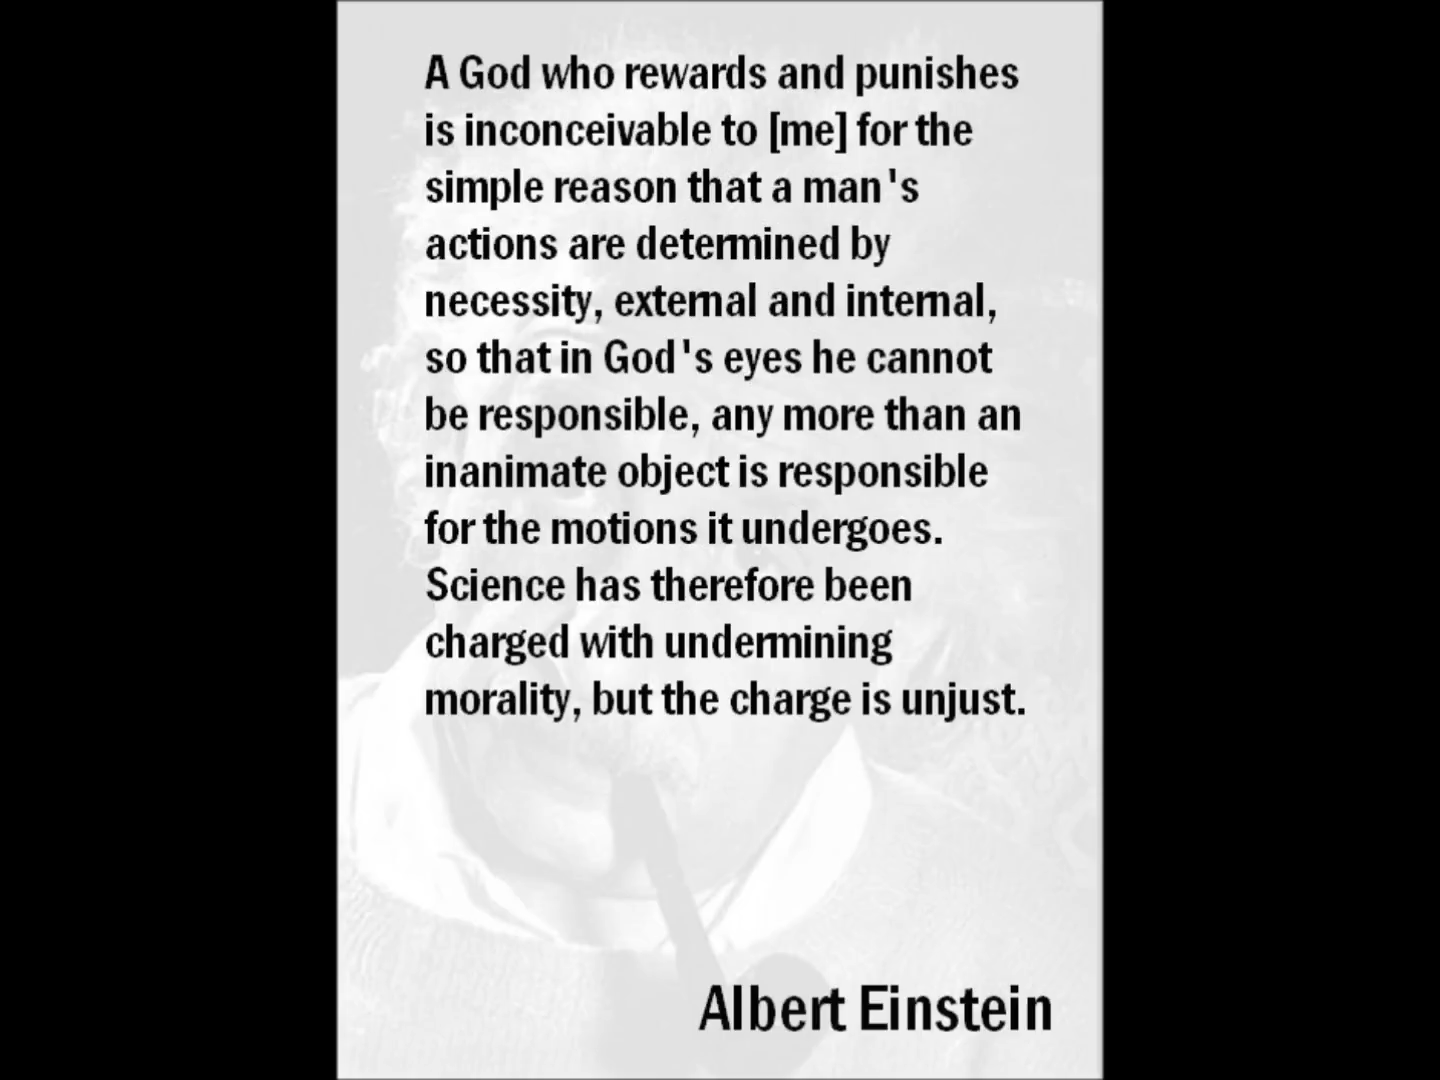 A God who rewards and punishes
is inconceivable to [me] for the
simple reason that a man's
actions are determined by
necessity, external and internal,
so that in God's eyes he cannot
be responsible, any more than an
inanimate object is responsible
for the motions it undergoes.
Science has therefore been
charged with undermining
morality, but the charge is unjust.
Albert Einstein